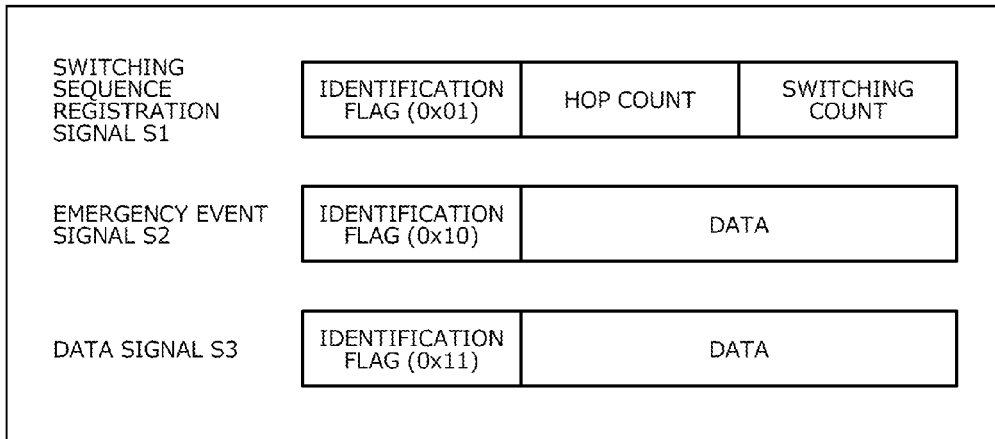 SWITCHING
SEQUENCE
REGISTRATION
SIGNAL S1
IDENTIFICATION
FLAG (0x01)
HOP COUNT
SWITCHING
COUNT
EMERGENCY EVENT
SIGNAL S2
IDENTIFICATION
FLAG (0x10)
DATA
DATA SIGNAL S3
IDENTIFICATION
FLAG (0x11)
DATA